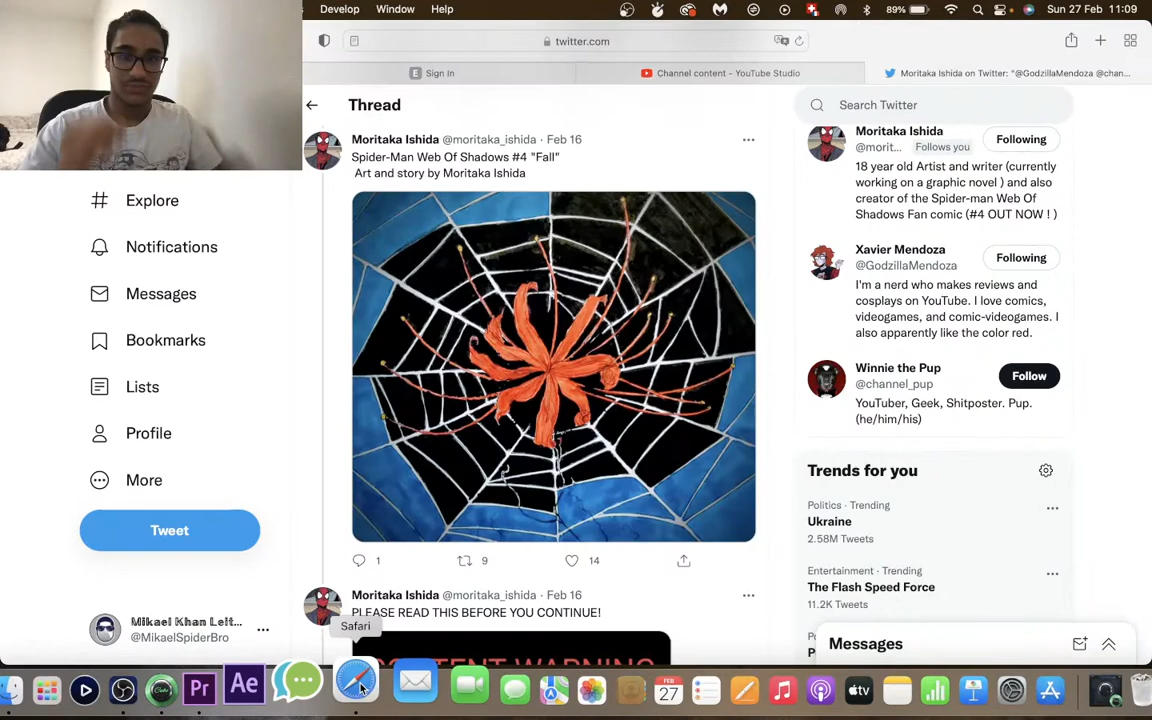 Develop Window Help
89% Sun 27 Feb 11:09
twitter.com
Sign In
Channel content - YouTube Studio
Moritaka Ishida on Twitter: "@GodzillaMendoza @chan...
Thread
Search Twitter
Explore
Notifications
Messages
Bookmarks
Lists
Profile
More
Tweet
Mikael Khan Leit...
@MikaelSpiderBro
Moritaka Ishida @moritaka_ishida · Feb 16
Spider-Man Web Of Shadows #4 "Fall"
Art and story by Moritaka Ishida
1 9 14
Moritaka Ishida @moritaka_ishida · Feb 16
PLEASE READ THIS BEFORE YOU CONTINUE!
CONTENT WARNING
Moritaka Ishida
@morit... Follows you
Following
18 year old Artist and writer (currently
working on a graphic novel ) and also
creator of the Spider-man Web Of
Shadows Fan comic (#4 OUT NOW ! )
Xavier Mendoza
@GodzillaMendoza
Following
I'm a nerd who makes reviews and
cosplays on YouTube. I love comics,
videogames, and comic-videogames. I
also apparently like the color red.
Winnie the Pup
@channel_pup
Follow
YouTuber, Geek, Shitposter. Pup.
(he/him/his)
Trends for you
Politics · Trending
Ukraine
2.58M Tweets
Entertainment · Trending
The Flash Speed Force
11.2K Tweets
Messages
Safari
Pr
Ae
FEB
27
tv